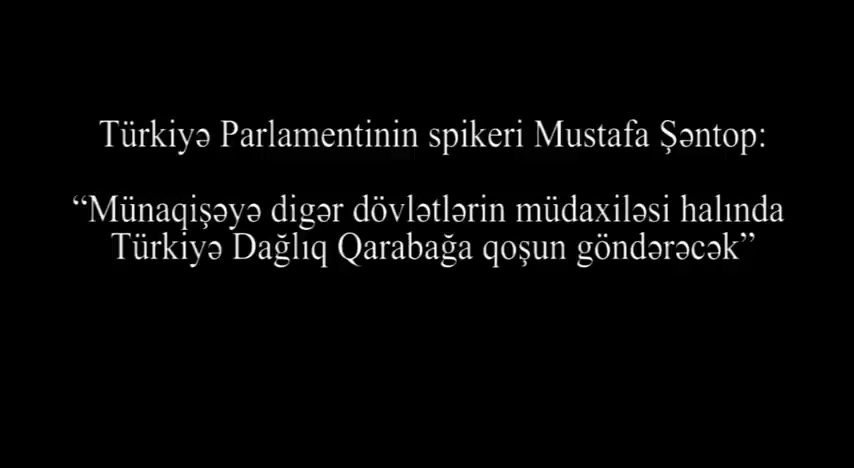 Türkiyə Parlamentinin spikeri Mustafa Şəntop:
“Münaqişəyə digər dövlətlərin müdaxiləsi halında
Türkiyə Dağlıq Qarabağa qoşun göndərəcək”